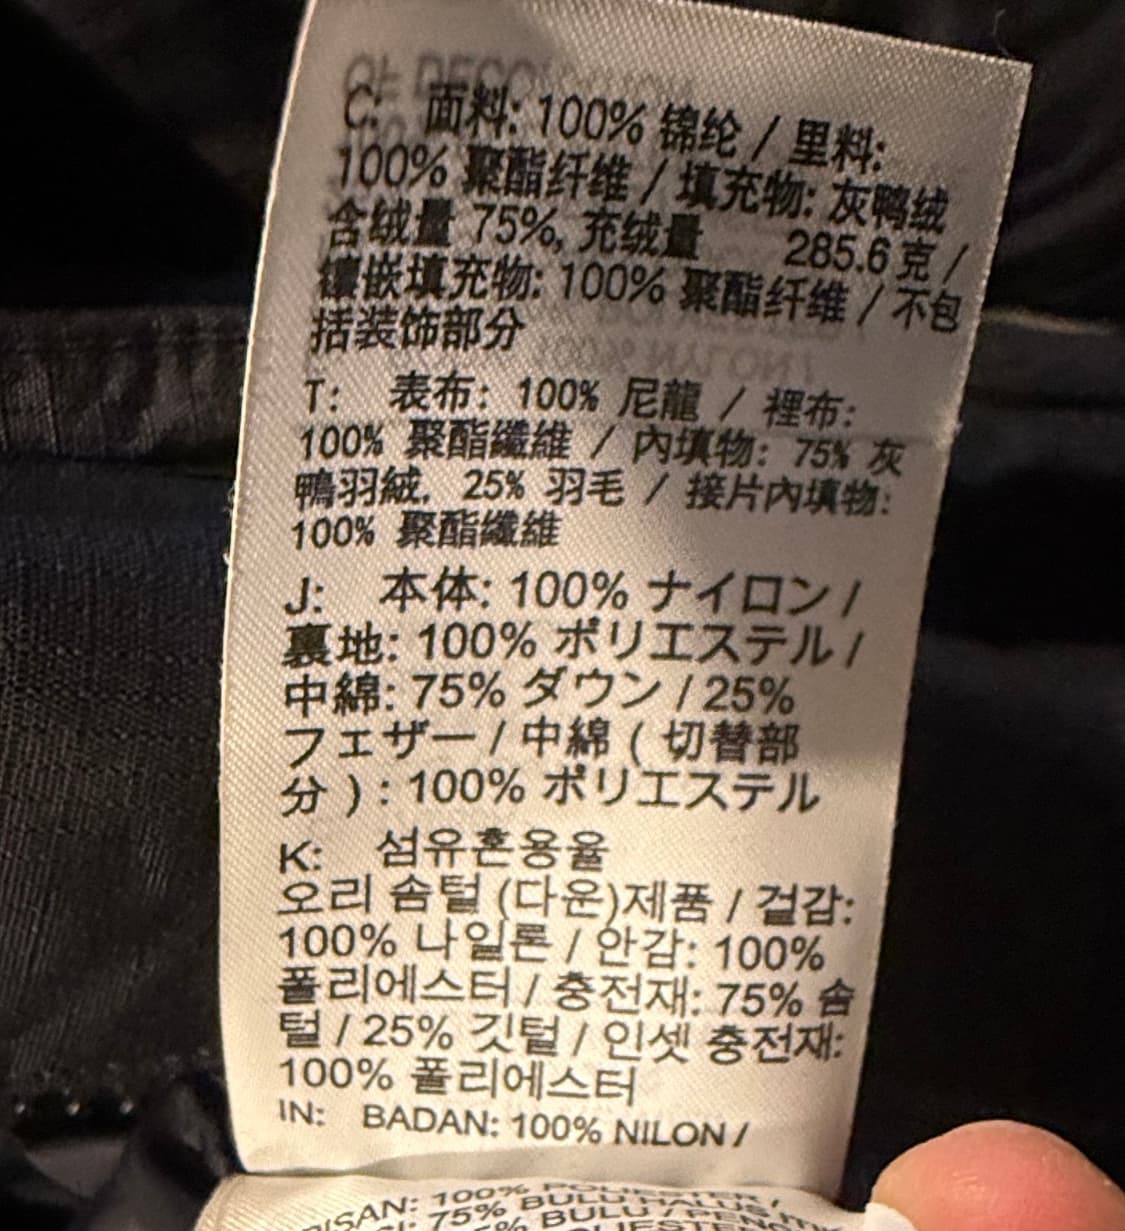 C: 面料: 100% 锦纶 / 里料:
100% 聚酯纤维 / 填充物: 灰鸭绒
含绒量 75%, 充绒量 285.6 克 /
镶嵌填充物: 100% 聚酯纤维 / 不包
括装饰部分
T: 表布: 100% 尼龍 / 裡布:
100% 聚酯纖維 / 內填物: 75% 灰
鴨羽絨, 25% 羽毛 / 接片內填物:
100% 聚酯纖維
J: 本体: 100% ナイロン /
裏地: 100% ポリエステル /
中綿: 75% ダウン / 25%
フェザー / 中綿 ( 切替部
分 ) : 100% ポリエステル
K: 섬유혼용율
오리 솜털 (다운)제품 / 겉감:
100% 나일론 / 안감: 100%
폴리에스터 / 충전재: 75% 솜
털 / 25% 깃털 / 인셋 충전재:
100% 폴리에스터
IN: BADAN: 100% NILON /
100%
75% BULU HALUS
BULU /